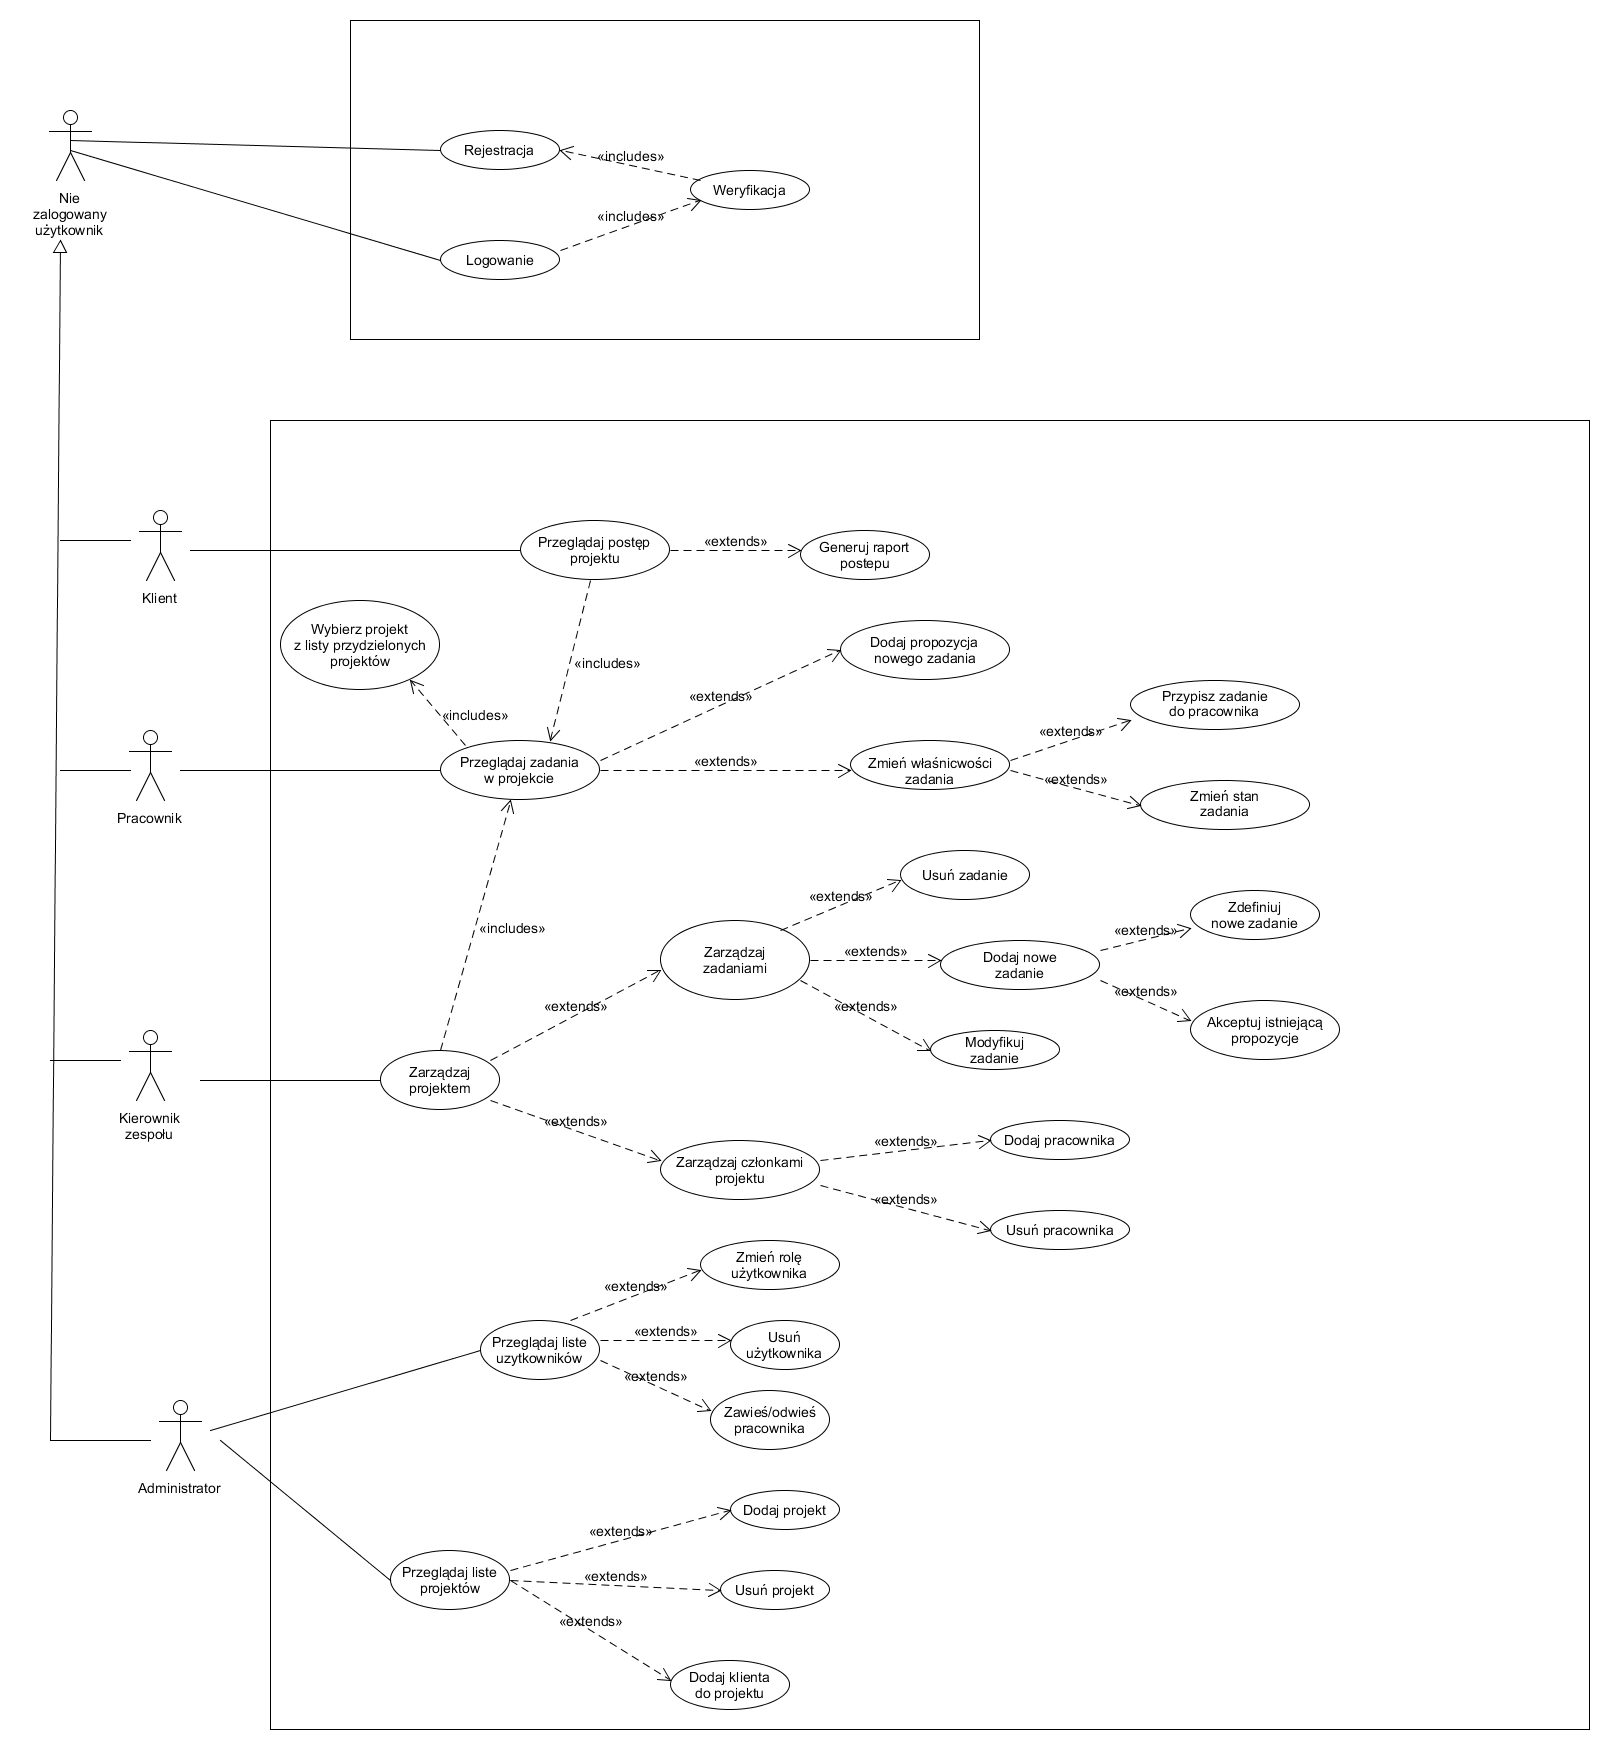 Rejestracja
«includes»
Weryfikacja
Nie
zalogowany
użytkownik
«includes»
Logowanie
Klient
Przeglądaj postęp
projektu
«extends»
Generuj raport
postepu
Wybierz projekt
z listy przydzielonych
projektów
«includes»
«includes»
Dodaj propozycja
nowego zadania
«extends»
Pracownik
Przeglądaj zadania
w projekcie
«extends»
Zmień właśnicwości
zadania
«extends»
Przypisz zadanie
do pracownika
«extends»
Zmień stan
zadania
«includes»
«extends»
Usuń zadanie
Zarządzaj
zadaniami
«extends»
Dodaj nowe
zadanie
«extends»
Zdefiniuj
nowe zadanie
«extends»
Akceptuj istniejącą
propozycje
«extends»
«extends»
Modyfikuj
zadanie
Kierownik
zespołu
Zarządzaj
projektem
«extends»
Zarządzaj członkami
projektu
«extends»
Dodaj pracownika
«extends»
Usuń pracownika
Zmień rolę
użytkownika
«extends»
Przeglądaj liste
uzytkowników
«extends»
Usuń
użytkownika
«extends»
Zawieś/odwieś
pracownika
Administrator
Dodaj projekt
«extends»
Przeglądaj liste
projektów
«extends»
Usuń projekt
«extends»
Dodaj klienta
do projektu